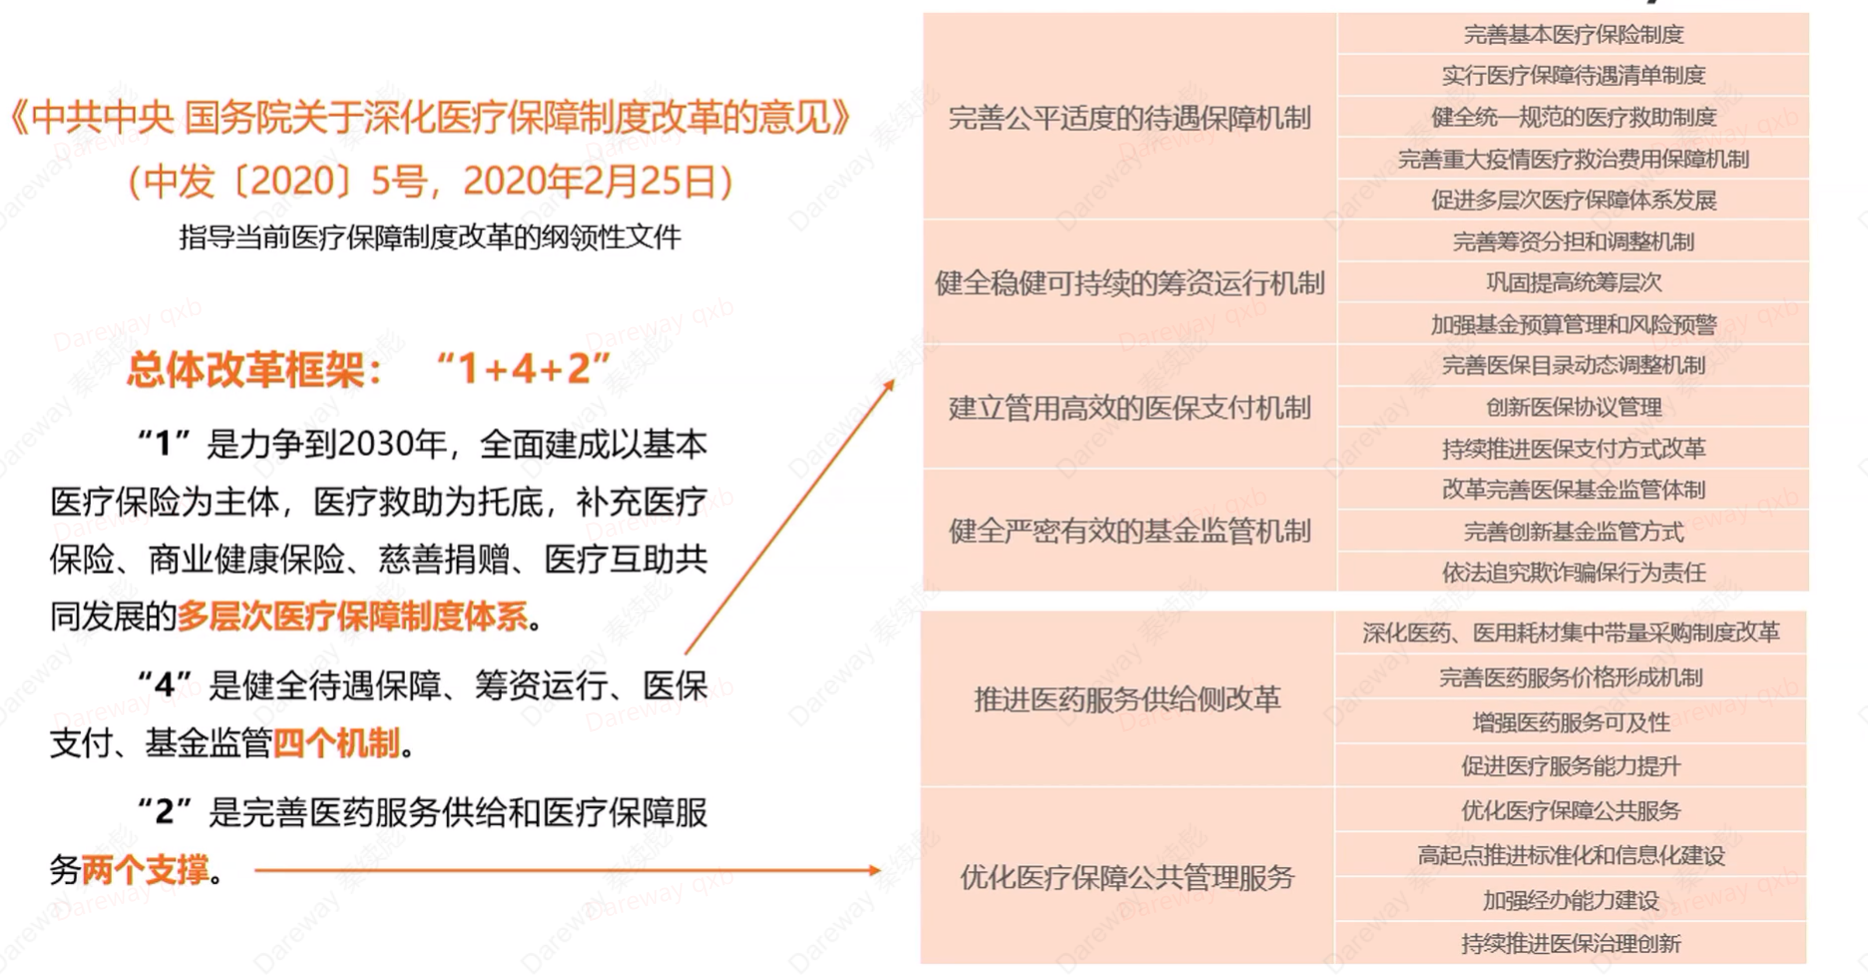 《中共中央 国务院关于深化医疗保障制度改革的意见》
（中发〔2020〕5号，2020年2月25日）
指导当前医疗保障制度改革的纲领性文件
总体改革框架： “1+4+2”
“1”是力争到2030年，全面建成以基本
医疗保险为主体，医疗救助为托底，补充医疗
保险、商业健康保险、慈善捐赠、医疗互助共
同发展的多层次医疗保障制度体系。
“4”是健全待遇保障、筹资运行、医保
支付、基金监管四个机制。
“2”是完善医药服务供给和医疗保障服
务两个支撑。
完善公平适度的待遇保障机制
完善基本医疗保险制度
实行医疗保障待遇清单制度
健全统一规范的医疗救助制度
完善重大疫情医疗救治费用保障机制
促进多层次医疗保障体系发展
健全稳健可持续的筹资运行机制
完善筹资分担和调整机制
巩固提高统筹层次
加强基金预算管理和风险预警
建立管用高效的医保支付机制
完善医保目录动态调整机制
创新医保协议管理
持续推进医保支付方式改革
健全严密有效的基金监管机制
改革完善医保基金监管体制
完善创新基金监管方式
依法追究欺诈骗保行为责任
推进医药服务供给侧改革
深化医药、医用耗材集中带量采购制度改革
完善医药服务价格形成机制
增强医药服务可及性
促进医疗服务能力提升
优化医疗保障公共管理服务
优化医疗保障公共服务
高起点推进标准化和信息化建设
加强经办能力建设
持续推进医保治理创新
Dareway qxb
Dareway 秦续彪